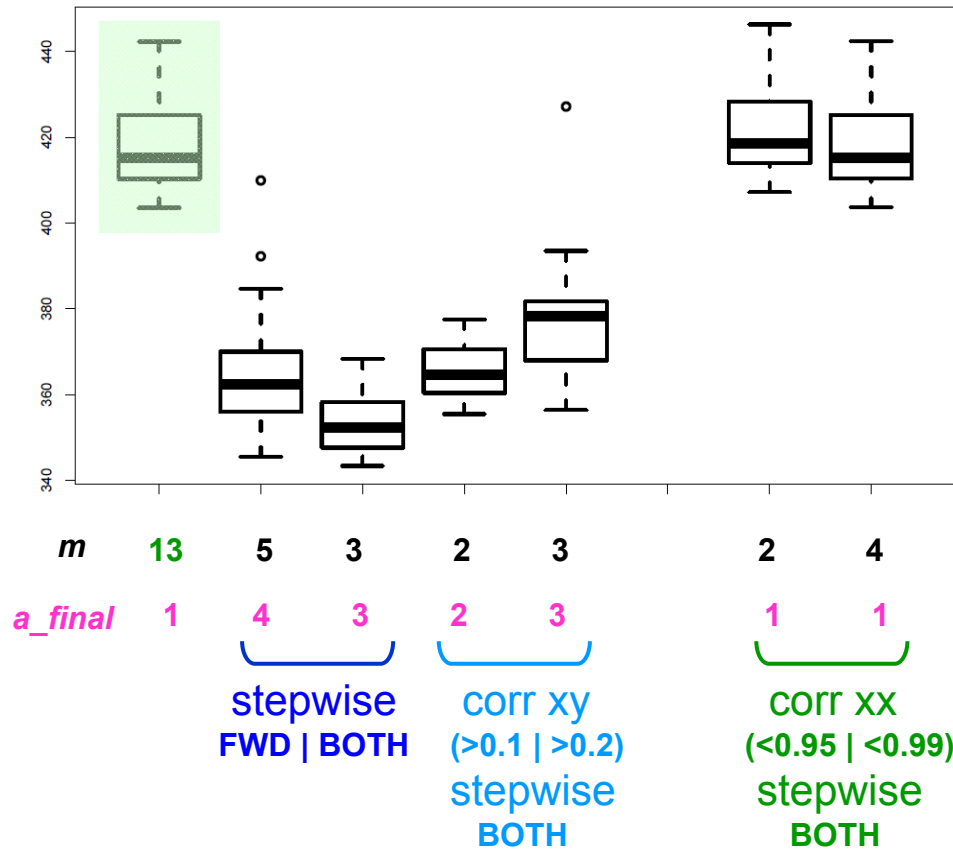 440
420
400
380
360
340
m 13 5 3 2 3 2 4
a_final 1 4 3 2 3 1 1
stepwise corr xy corr xx
FWD | BOTH (>0.1 | >0.2) (<0.95 | <0.99)
stepwise stepwise
BOTH BOTH